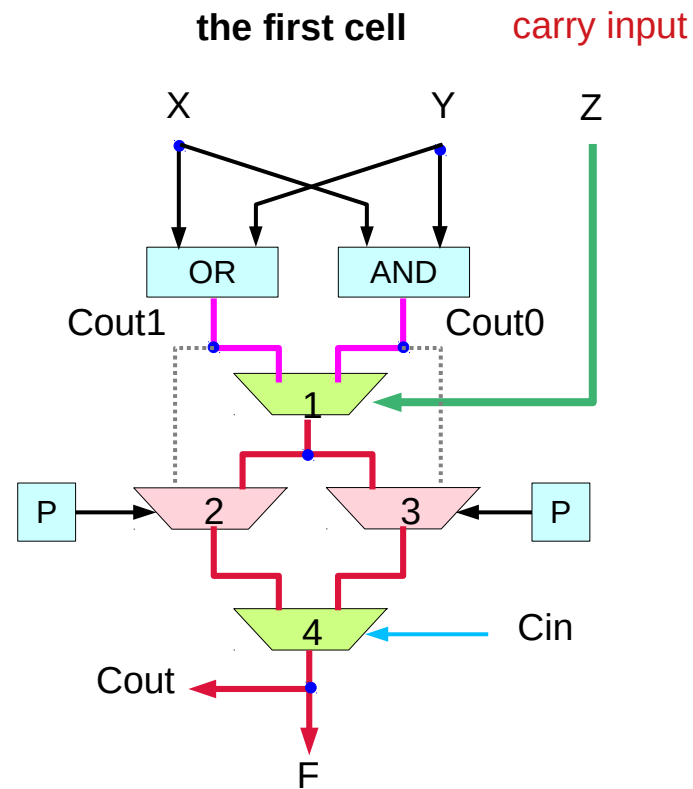 the first cell
carry input
X
Y
Z
OR
AND
Cout1
Cout0
1
P
2
3
P
4
Cin
Cout
F